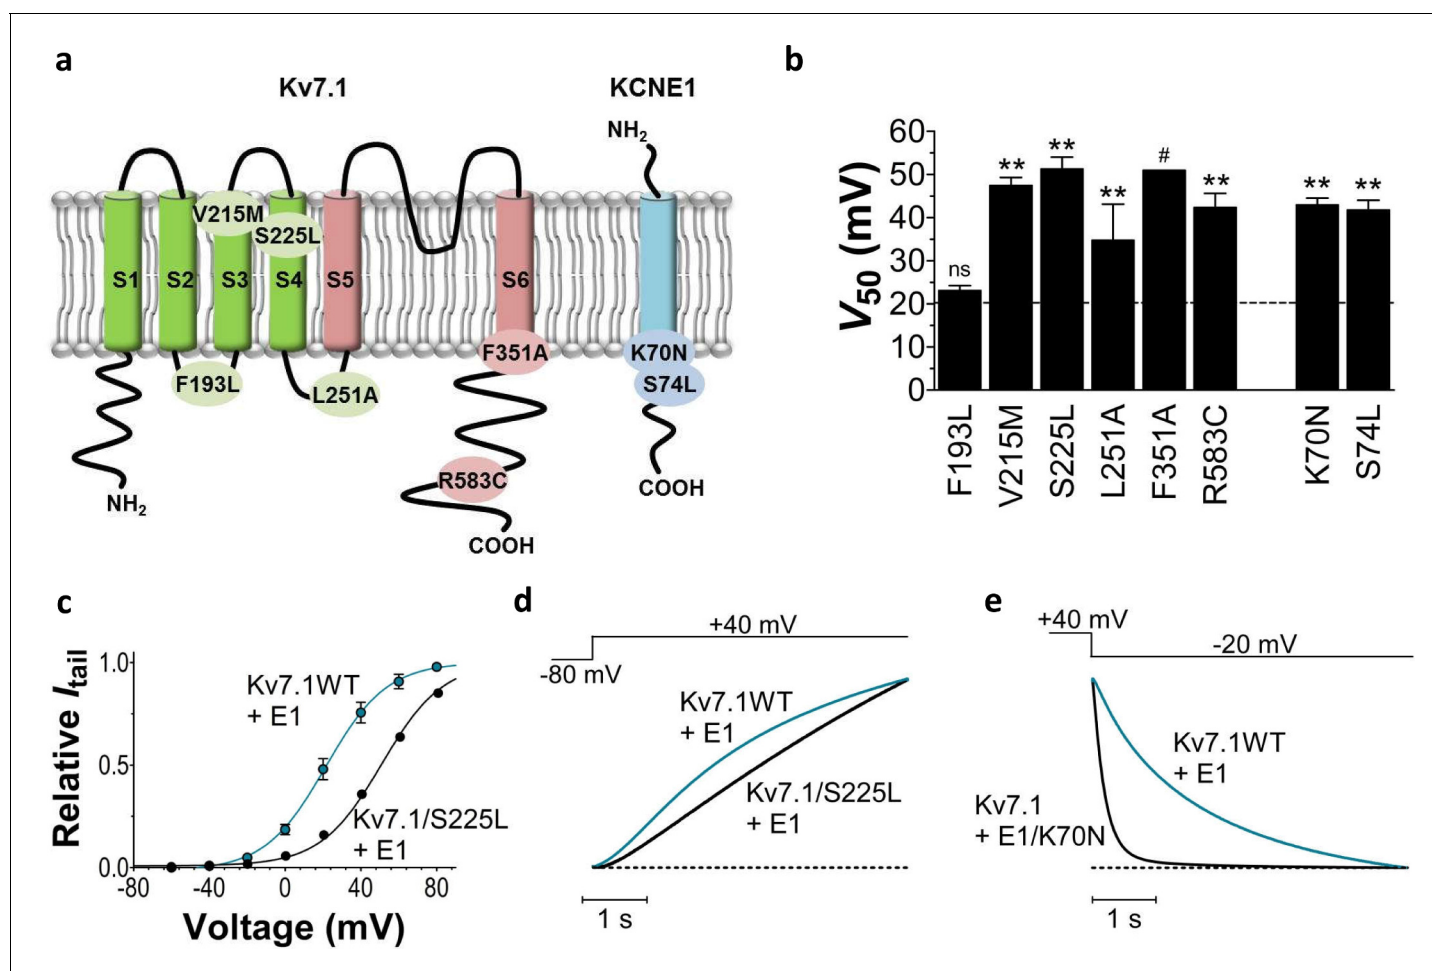 a
Kv7.1
KCNE1
NH2
V215M
S225L
S1
S2
S3
S4
S5
S6
F193L
L251A
F351A
K70N
S74L
R583C
NH2
COOH
COOH
b
V50 (mV)
60
50
40
30
20
10
0
ns
**
**
**
#
**
**
**
F193L
V215M
S225L
L251A
F351A
R583C
K70N
S74L
c
Relative Itail
1.0
0.5
0.0
Kv7.1WT
+ E1
Kv7.1/S225L
+ E1
-80
-40
0
40
80
Voltage (mV)
d
+40 mV
-80 mV
Kv7.1WT
+ E1
Kv7.1/S225L
+ E1
1 s
e
+40 mV
-20 mV
Kv7.1WT
+ E1
Kv7.1
+ E1/K70N
1 s